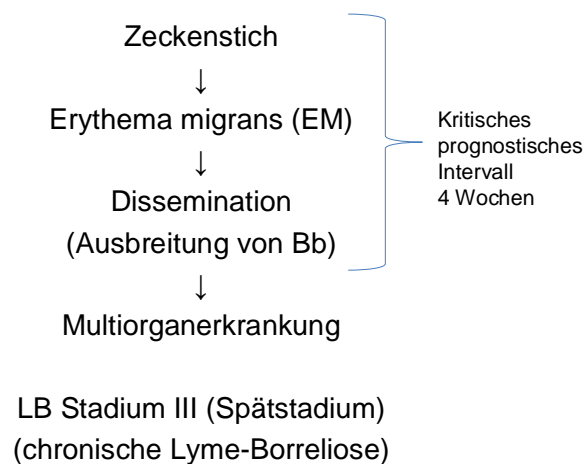 Zeckenstich
↓
Erythema migrans (EM)
↓
Dissemination
(Ausbreitung von Bb)
↓
Multiorganerkrankung
Kritisches
prognostisches
Intervall
4 Wochen
LB Stadium III (Spätstadium)
(chronische Lyme-Borreliose)